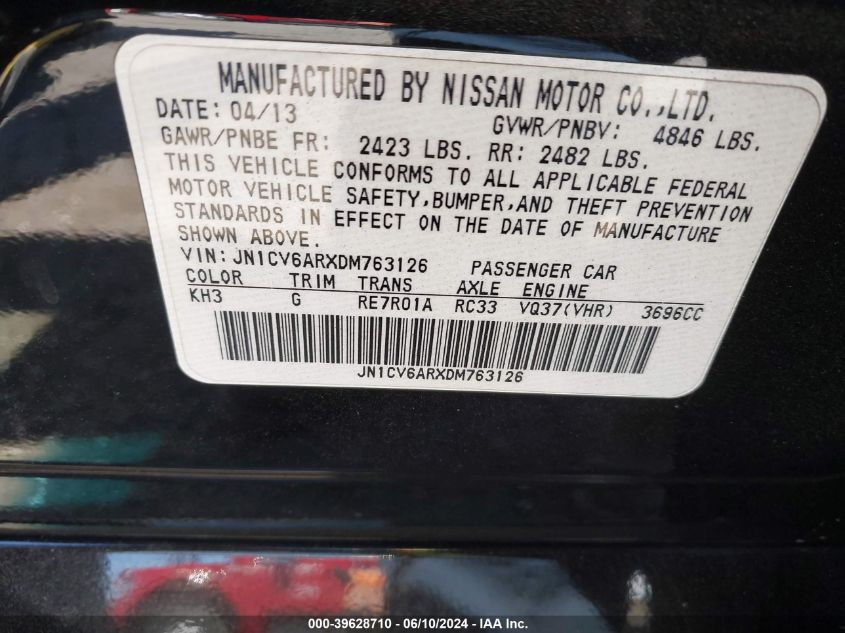 MANUFACTURED BY NISSAN MOTOR CO.,LTD.
DATE: 04/13 GVWR/PNBV: 4846 LBS.
GAWR/PNBE FR: 2423 LBS. RR: 2482 LBS.
THIS VEHICLE CONFORMS TO ALL APPLICABLE FEDERAL
MOTOR VEHICLE SAFETY,BUMPER,AND THEFT PREVENTION
STANDARDS IN EFFECT ON THE DATE OF MANUFACTURE
SHOWN ABOVE.
VIN: JN1CV6ARXDM763126 PASSENGER CAR
COLOR TRIM TRANS AXLE ENGINE
KH3 G RE7R01A RC33 VQ37(VHR) 3696CC
JN1CV6ARXDM763126
000-39628710 - 06/10/2024 - IAA Inc.